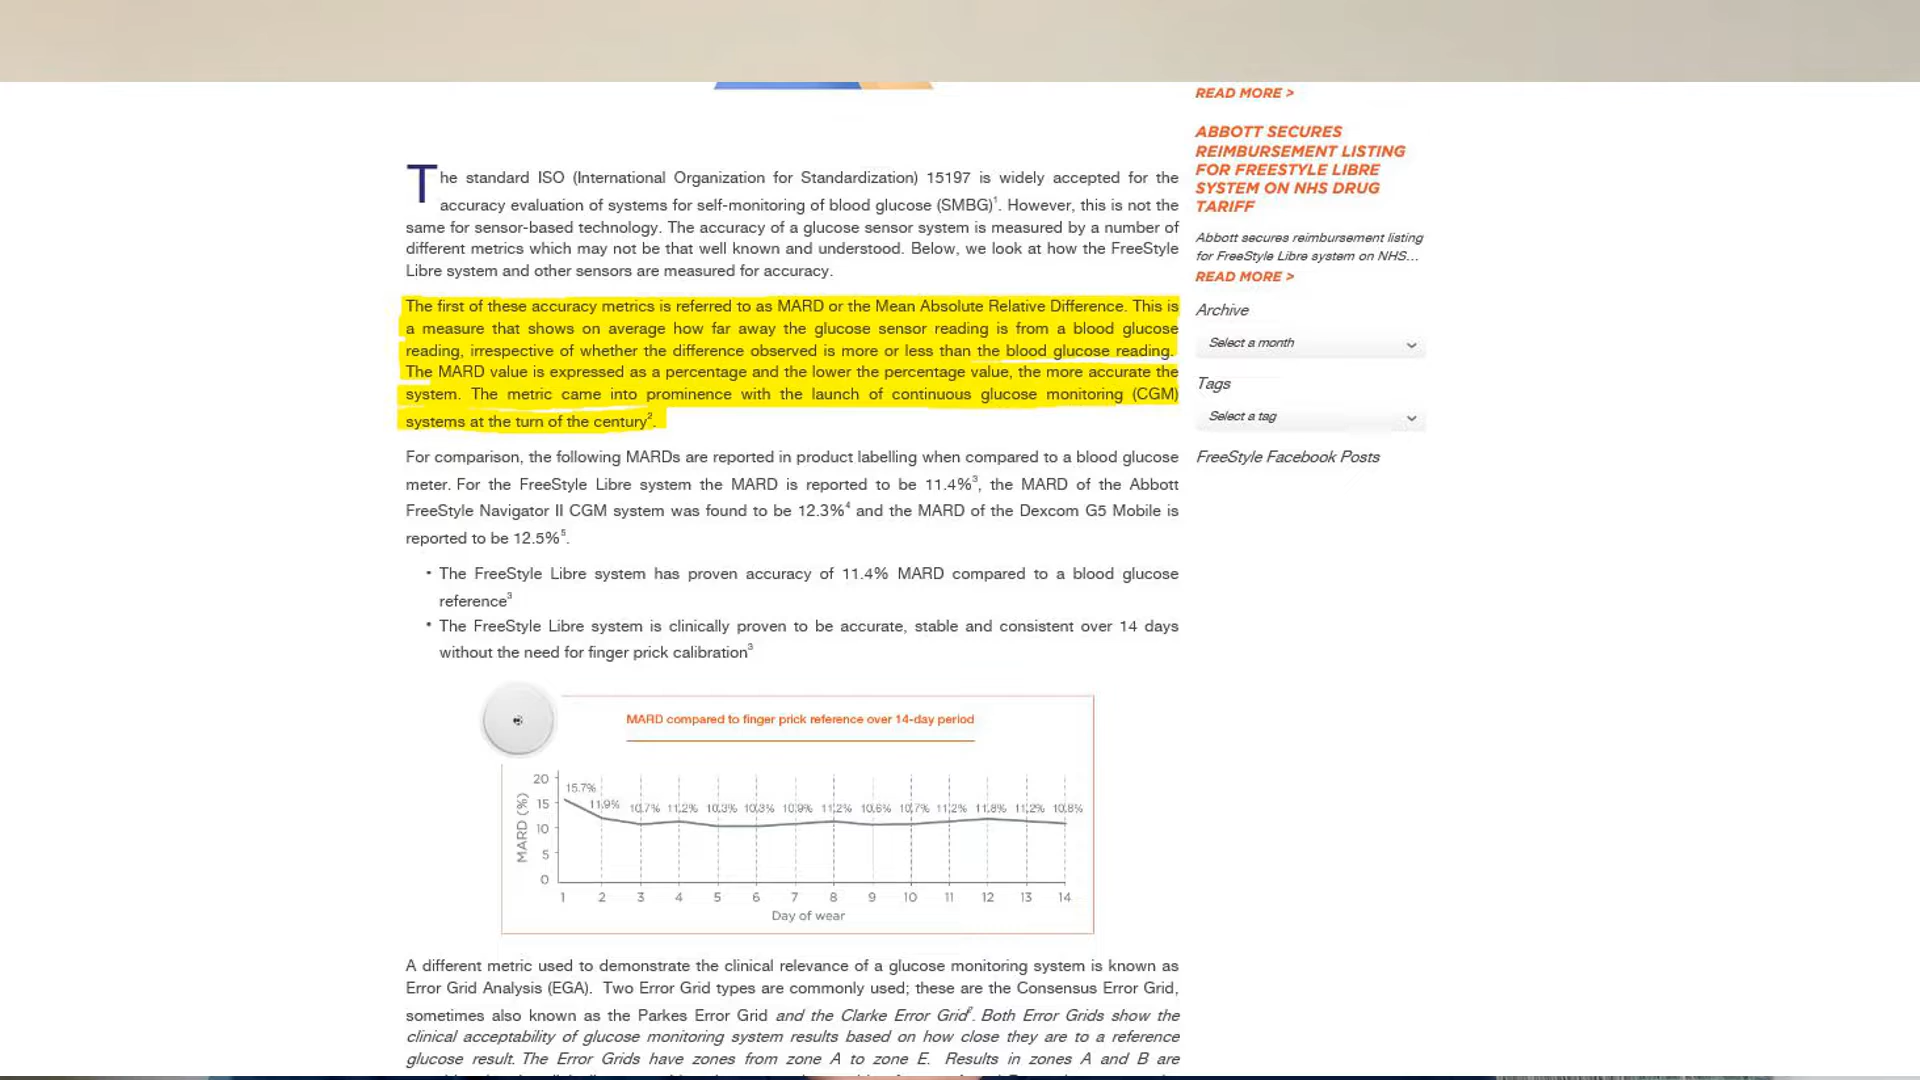 The standard ISO (International Organization for Standardization) 15197 is widely accepted for the
accuracy evaluation of systems for self-monitoring of blood glucose (SMBG)1. However, this is not the
same for sensor-based technology. The accuracy of a glucose sensor system is measured by a number of
different metrics which may not be that well known and understood. Below, we look at how the FreeStyle
Libre system and other sensors are measured for accuracy.
The first of these accuracy metrics is referred to as MARD or the Mean Absolute Relative Difference. This is
a measure that shows on average how far away the glucose sensor reading is from a blood glucose
reading, irrespective of whether the difference observed is more or less than the blood glucose reading.
The MARD value is expressed as a percentage and the lower the percentage value, the more accurate the
system. The metric came into prominence with the launch of continuous glucose monitoring (CGM)
systems at the turn of the century2.
For comparison, the following MARDs are reported in product labelling when compared to a blood glucose
meter. For the FreeStyle Libre system the MARD is reported to be 11.4%3, the MARD of the Abbott
FreeStyle Navigator II CGM system was found to be 12.3%4 and the MARD of the Dexcom G5 Mobile is
reported to be 12.5%5.
• The FreeStyle Libre system has proven accuracy of 11.4% MARD compared to a blood glucose
reference3
• The FreeStyle Libre system is clinically proven to be accurate, stable and consistent over 14 days
without the need for finger prick calibration3
MARD compared to finger prick reference over 14-day period
MARD (%)
20
15
10
5
0
15.7% 11.9% 10.7% 11.2% 10.3% 10.3% 10.9% 11.2% 10.6% 10.7% 11.2% 11.8% 11.2% 10.8%
1 2 3 4 5 6 7 8 9 10 11 12 13 14
Day of wear
A different metric used to demonstrate the clinical relevance of a glucose monitoring system is known as
Error Grid Analysis (EGA). Two Error Grid types are commonly used; these are the Consensus Error Grid,
sometimes also known as the Parkes Error Grid and the Clarke Error Grid. Both Error Grids show the
clinical acceptability of glucose monitoring system results based on how close they are to a reference
glucose result. The Error Grids have zones from zone A to zone E. Results in zones A and B are
READ MORE >
ABBOTT SECURES
REIMBURSEMENT LISTING
FOR FREESTYLE LIBRE
SYSTEM ON NHS DRUG
TARIFF
Abbott secures reimbursement listing
for FreeStyle Libre system on NHS...
READ MORE >
Archive
Select a month
Tags
Select a tag
FreeStyle Facebook Posts